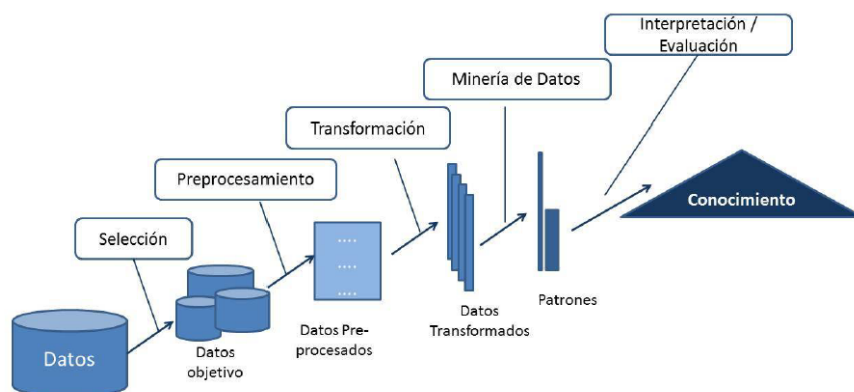 Interpretación /
Evaluación
Minería de Datos
Transformación
Preprocesamiento
Selección
Conocimiento
....
....
....
Datos
Datos
objetivo
Datos Pre-
procesados
Datos
Transformados
Patrones